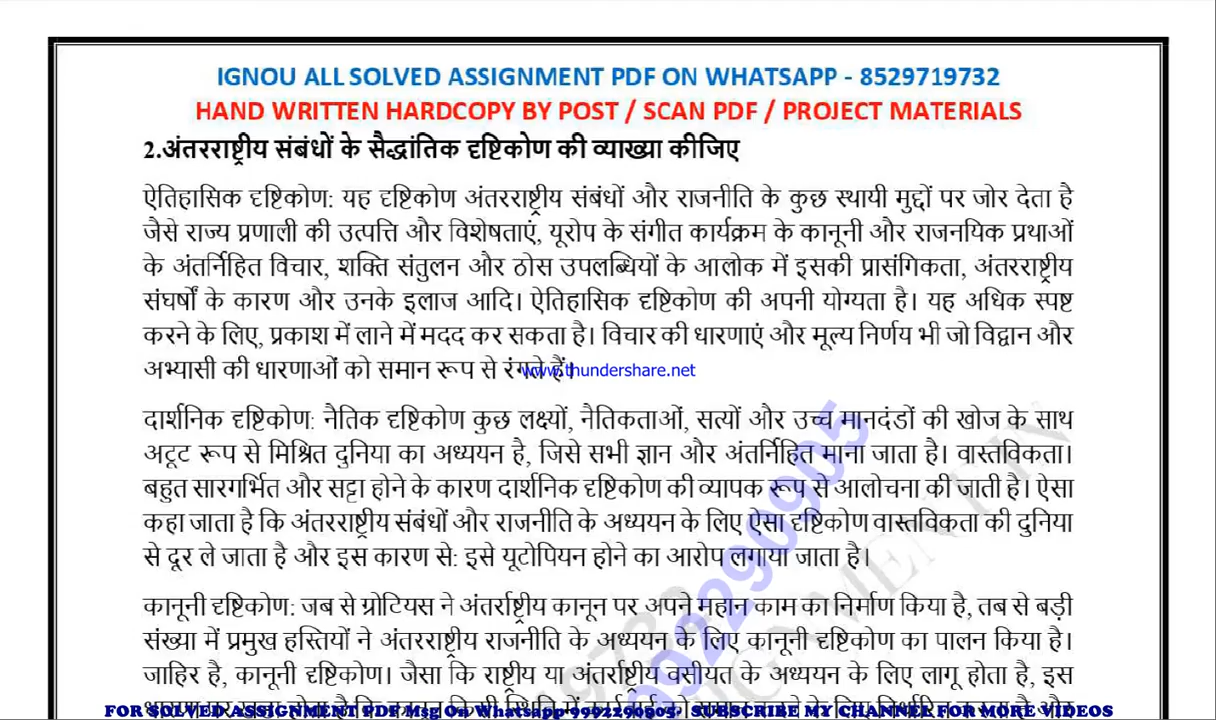 IGNOU ALL SOLVED ASSIGNMENT PDF ON WHATSAPP - 8529719732
HAND WRITTEN HARDCOPY BY POST / SCAN PDF / PROJECT MATERIALS
2.अंतरराष्ट्रीय संबंधों के सैद्धांतिक दृष्टिकोण की व्याख्या कीजिए
ऐतिहासिक दृष्टिकोण: यह दृष्टिकोण अंतरराष्ट्रीय संबंधों और राजनीति के कुछ स्थायी मुद्दों पर जोर देता है
जैसे राज्य प्रणाली की उत्पत्ति और विशेषताएं, यूरोप के संगीत कार्यक्रम के कानूनी और राजनयिक प्रथाओं
के अंतर्निहित विचार, शक्ति संतुलन और ठोस उपलब्धियों के आलोक में इसकी प्रासंगिकता, अंतरराष्ट्रीय
संघर्षों के कारण और उनके इलाज आदि। ऐतिहासिक दृष्टिकोण की अपनी योग्यता है। यह अधिक स्पष्ट
करने के लिए, प्रकाश में लाने में मदद कर सकता है। विचार की धारणाएं और मूल्य निर्णय भी जो विद्वान और
अभ्यासी की धारणाओं को समान रूप से रंगते हैं।
www.thundershare.net
दार्शनिक दृष्टिकोण: नैतिक दृष्टिकोण कुछ लक्ष्यों, नैतिकताओं, सत्यों और उच्च मानदंडों की खोज के साथ
अटूट रूप से मिश्रित दुनिया का अध्ययन है, जिसे सभी ज्ञान और अंतर्निहित माना जाता है। वास्तविकता।
बहुत सारगर्भित और सट्टा होने के कारण दार्शनिक दृष्टिकोण की व्यापक रूप से आलोचना की जाती है। ऐसा
कहा जाता है कि अंतरराष्ट्रीय संबंधों और राजनीति के अध्ययन के लिए ऐसा दृष्टिकोण वास्तविकता की दुनिया
से दूर ले जाता है और इस कारण से: इसे यूटोपियन होने का आरोप लगाया जाता है।
कानूनी दृष्टिकोण: जब से ग्रोटियस ने अंतर्राष्ट्रीय कानून पर अपने महान काम का निर्माण किया है, तब से बड़ी
संख्या में प्रमुख हस्तियों ने अंतरराष्ट्रीय राजनीति के अध्ययन के लिए कानूनी दृष्टिकोण का पालन किया है।
जाहिर है, कानूनी दृष्टिकोण। जैसा कि राष्ट्रीय या अंतर्राष्ट्रीय वसीयत के अध्ययन के लिए लागू होता है, इस
FOR SOLVED ASSIGNMENT PDF Msg On Whatsapp-9992290905- SUBSCRIBE MY CHANNEL FOR MORE VIDEOS